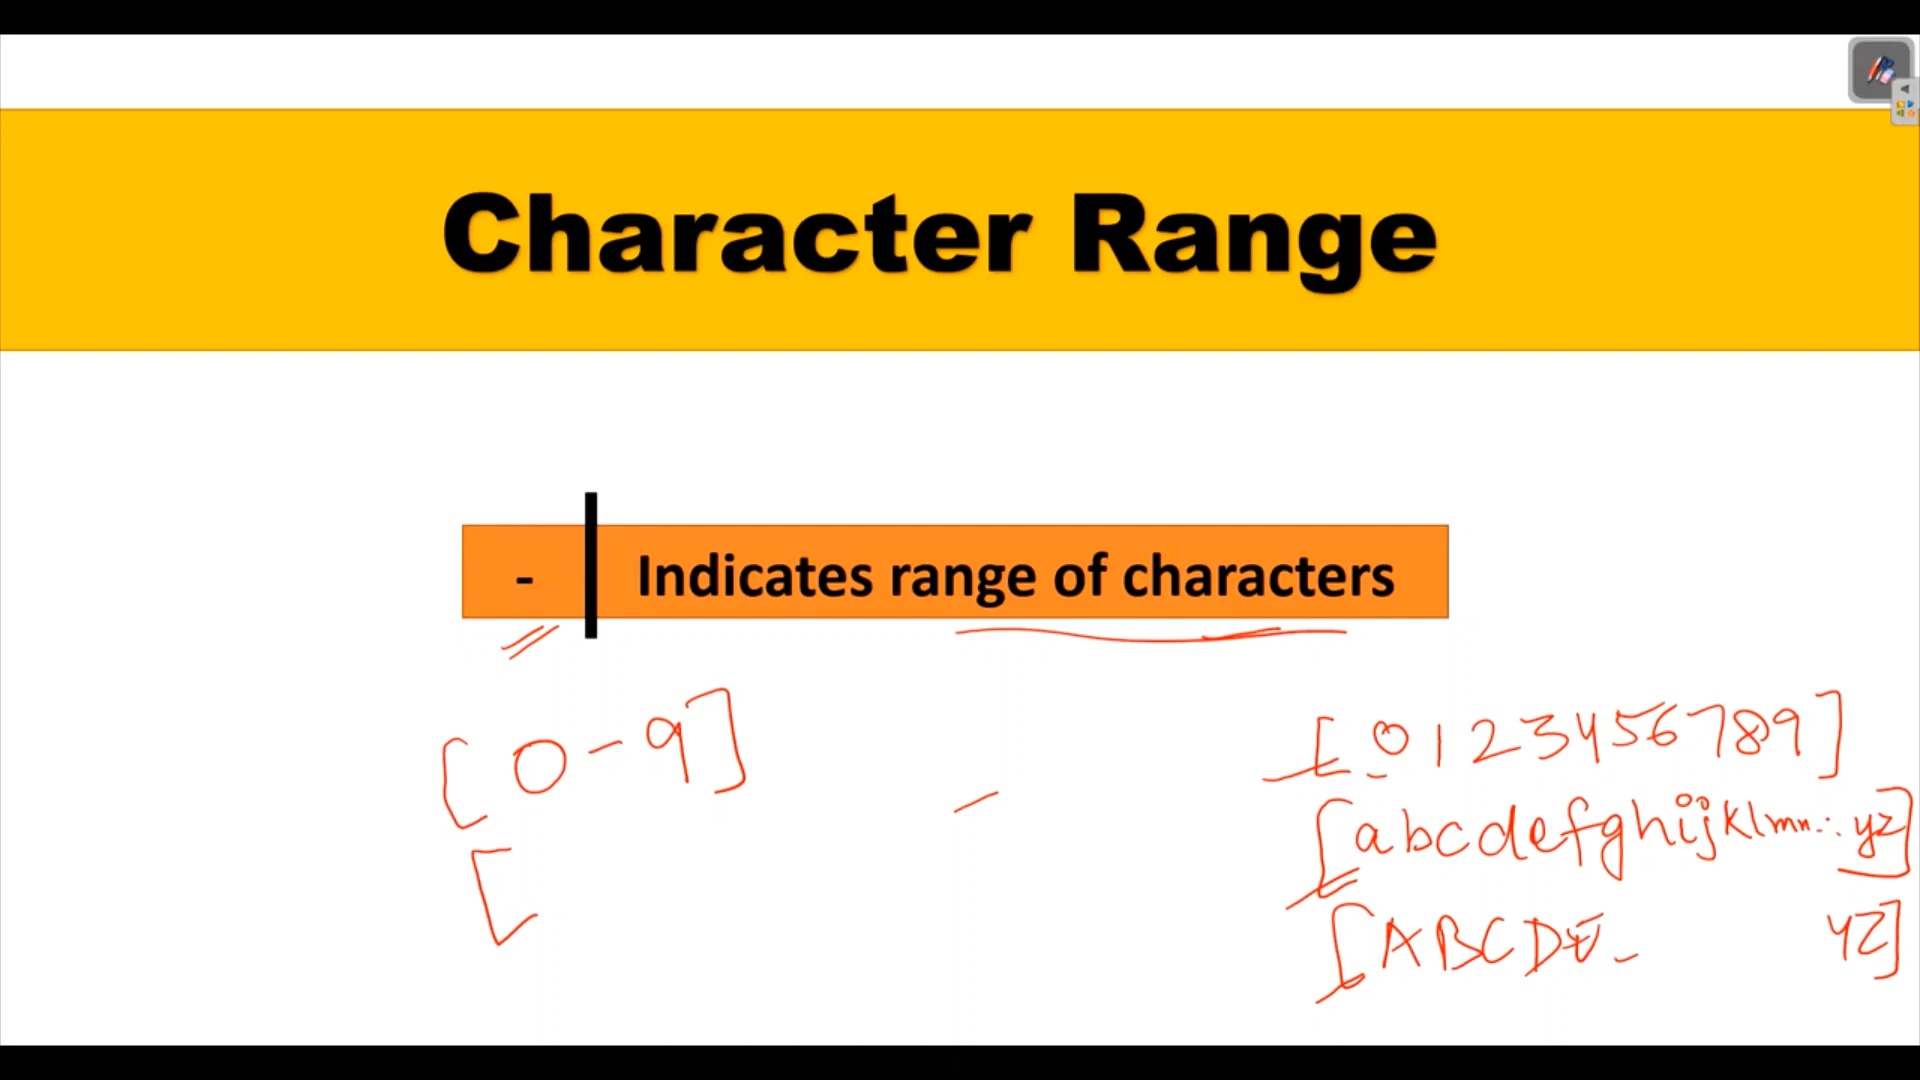 Character Range
- Indicates range of characters
[0-9]
[0123456789]
-
[abcdefghijklmn... yz]
[
[ABCDE- YZ]